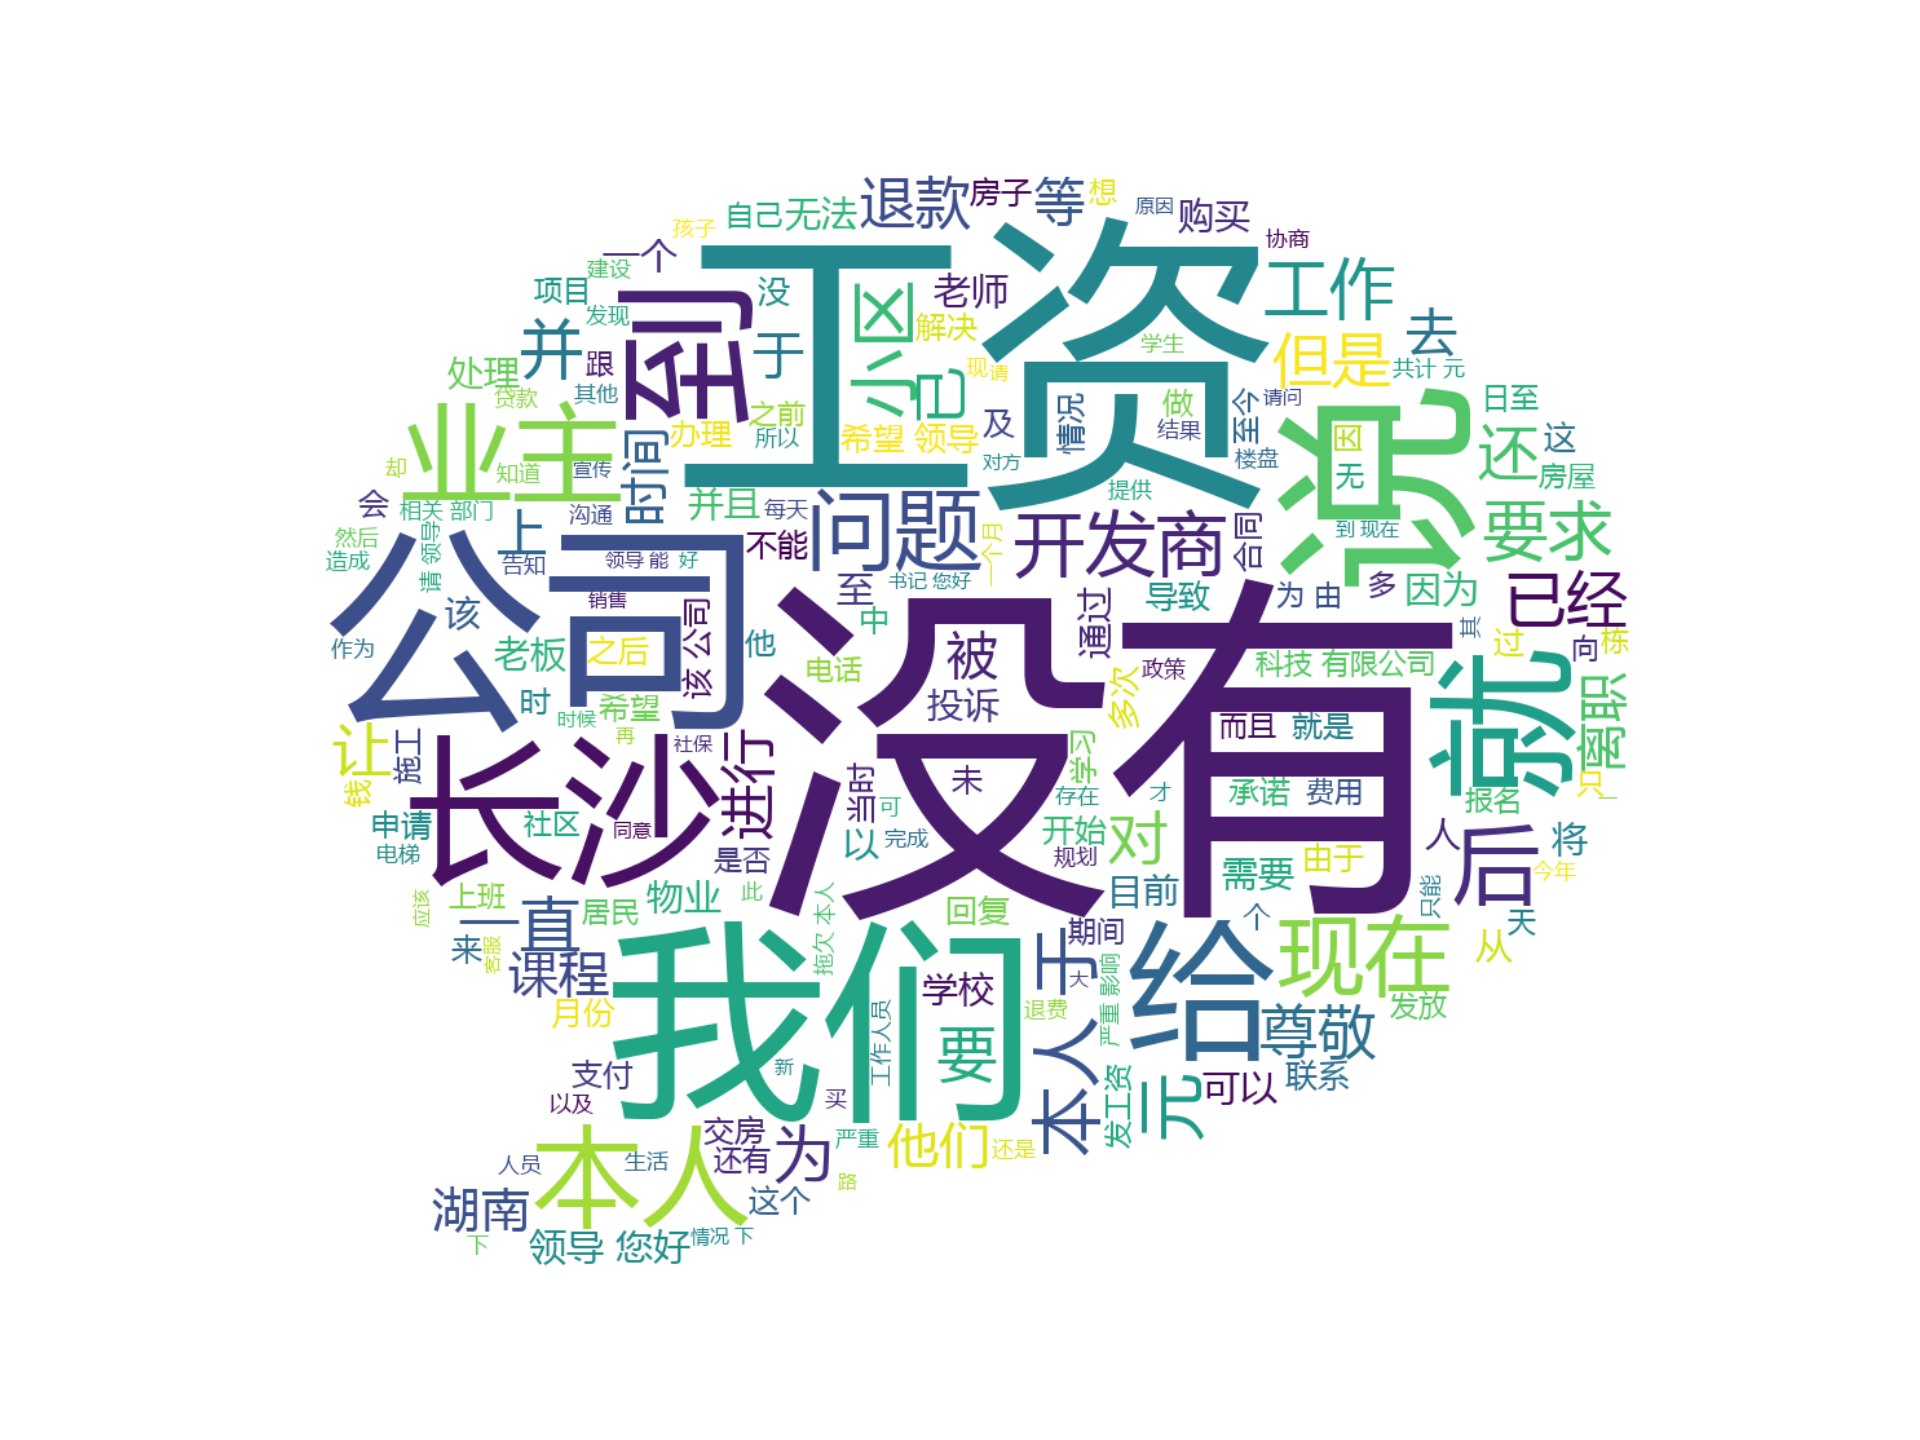 退款
房子
等
想
原因
购买
自己
无法
孩子
一个
建设
项目
发现
没
老师
协商
工资
工作
到
小区
解决
学生
但是
去
并
跟
于
已
现
请
共计 元
处理
贷款
其他
之前
办理
所以
希望 领导
及
情况
做
结果
至今
请问
说
因
无
日至
还
这
业主
时间
却
知道
宣传
对方
楼盘
房屋
会
相关 部门
上
沟通
并且
每天
问题
提供
开发商
合同
到 现在
要求
然后
造成
请 领导
公司
告知
领导 能
好
不能
书记 您好
一个月
至
销售
该
该 公司
中
导致
通过
为 由
多
因为
已经
其
作为
老板
之后
他
电话
被
投诉
没有
政策
科技 有限公司
过
向
栋
时
时候
希望
再
社保
多次
而且
就是
就
离职
让
施工
钱
长沙
进行
当时
未
学习
存在
才
承诺
费用
报名
只
一
申请
电梯
社区
同意
是否
可
以
完成
开始
规划
对
由于
人
后
将
今年
应该
上班
一直
居民
物业
此
拖欠 本人
回复
目前
需要
个
只能
天
来
客服
课程
月份
我们
学校
于
期间
大
严重 影响
给
现在
从
发放
退费
工作人员
要
本人
尊敬
联系
支付
以及
新
买
发工资
元
可以
本人
交房
还有
为
严重
他们
还是
人员
生活
路
湖南
这个
下
领导 您好
情况 下